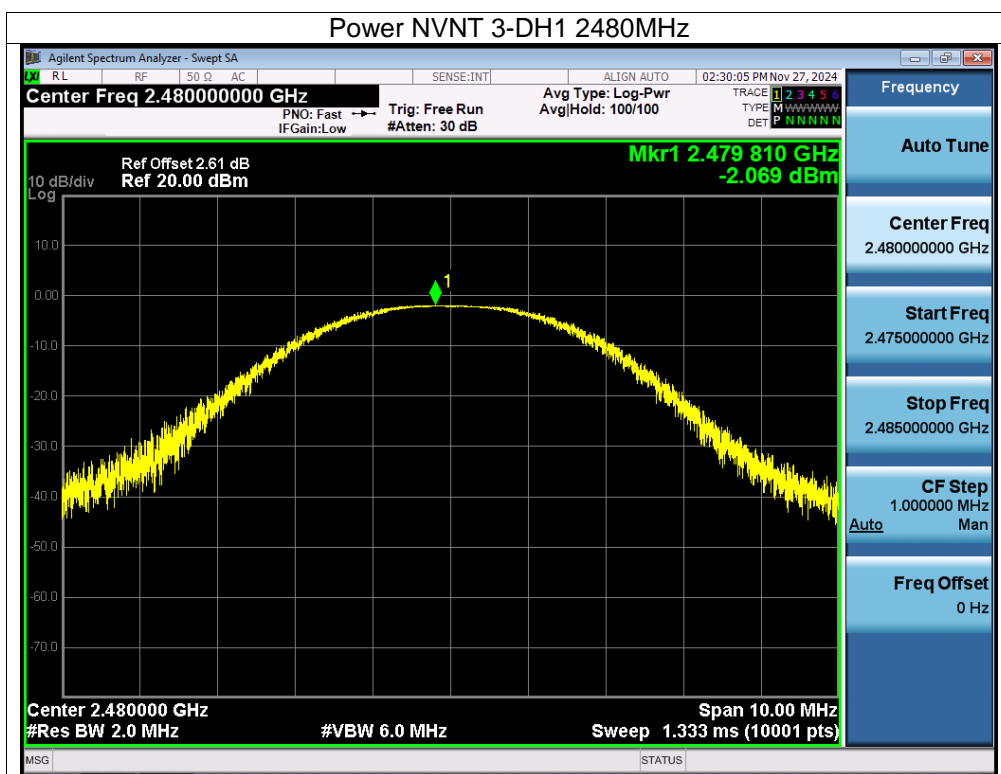 Power NVNT 3-DH1 2480MHz
Agilent Spectrum Analyzer - Swept SA
LXI RL RF 50 Ω AC SENSE:INT ALIGN AUTO 02:30:05 PM Nov 27, 2024
Center Freq 2.480000000 GHz
PNO: Fast
IFGain:Low
Trig: Free Run
#Atten: 30 dB
Avg Type: Log-Pwr
Avg|Hold: 100/100
TRACE 1 2 3 4 5 6
TYPE M W W W W W
DET P N N N N N
Mkr1 2.479 810 GHz
-2.069 dBm
Ref Offset 2.61 dB
10 dB/div Ref 20.00 dBm
Log
10.0
0.00
-10.0
-20.0
-30.0
-40.0
-50.0
-60.0
-70.0
1
Center 2.480000 GHz Span 10.00 MHz
#Res BW 2.0 MHz #VBW 6.0 MHz Sweep 1.333 ms (10001 pts)
MSG STATUS
Frequency
Auto Tune
Center Freq
2.480000000 GHz
Start Freq
2.475000000 GHz
Stop Freq
2.485000000 GHz
CF Step
1.000000 MHz
Auto Man
Freq Offset
0 Hz